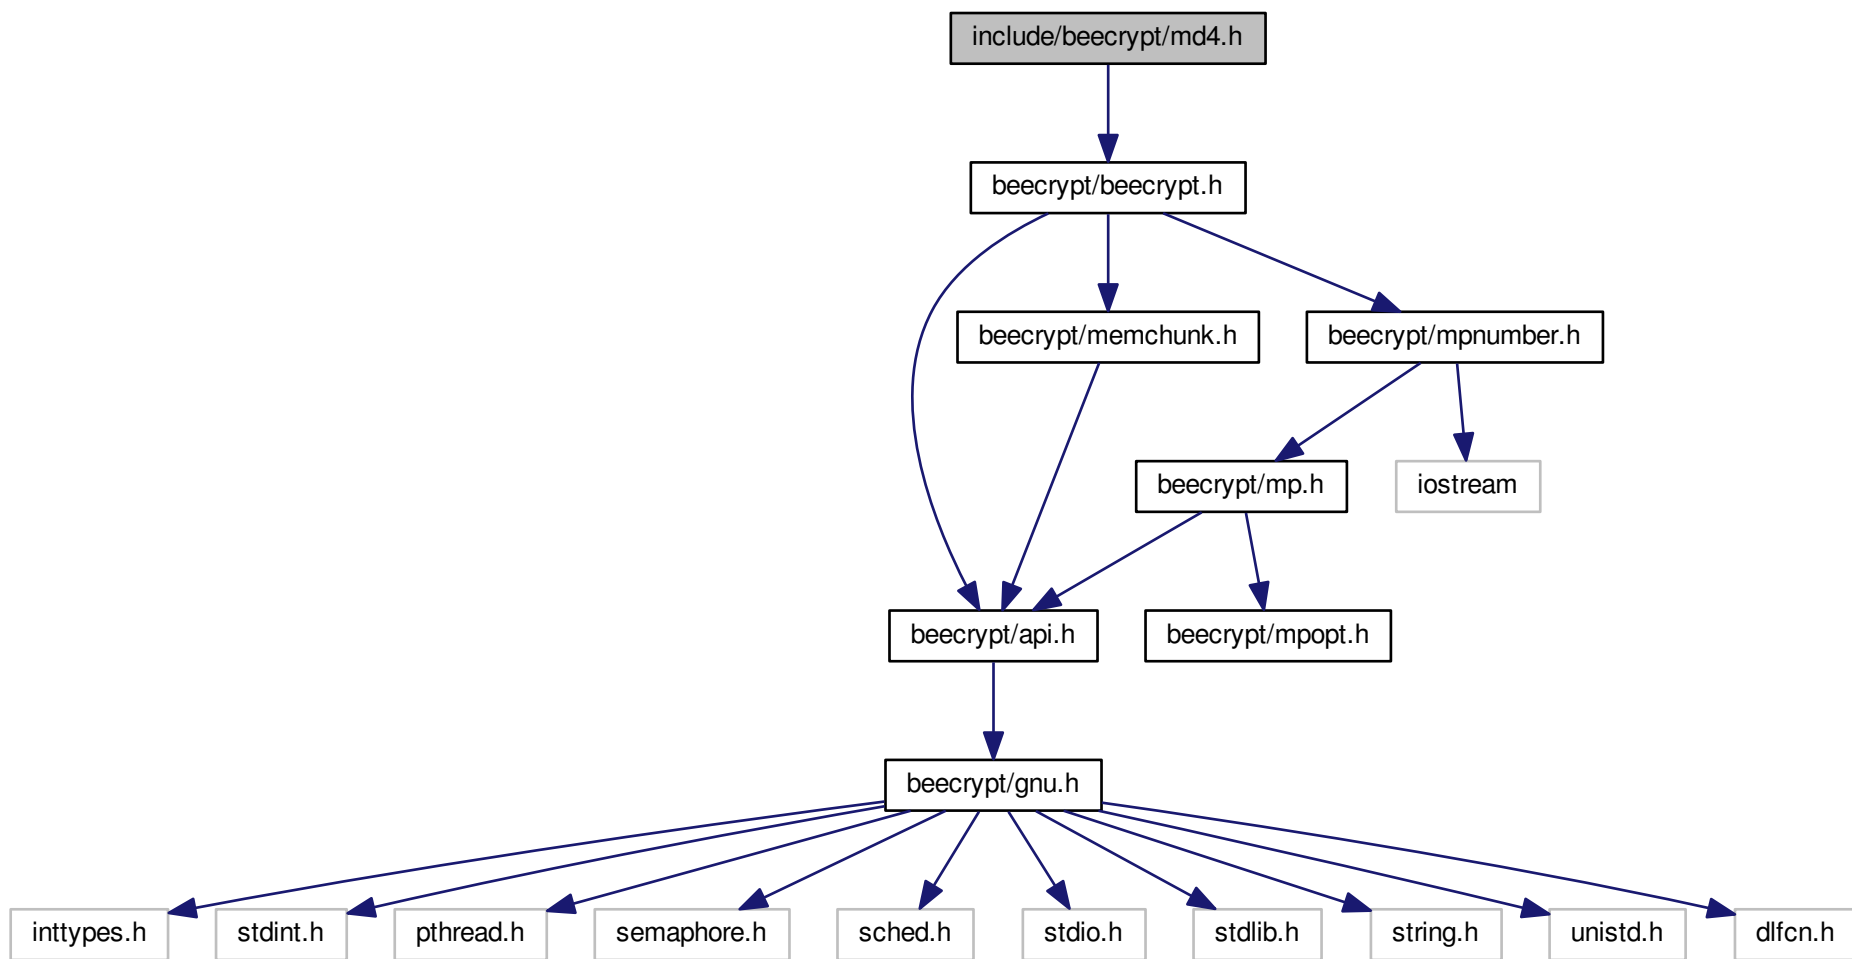 include/beecrypt/md4.h
beecrypt/beecrypt.h
beecrypt/memchunk.h
beecrypt/mpnumber.h
beecrypt/mp.h
iostream
beecrypt/api.h
beecrypt/mpopt.h
beecrypt/gnu.h
inttypes.h
stdint.h
pthread.h
semaphore.h
sched.h
stdio.h
stdlib.h
string.h
unistd.h
dlfcn.h